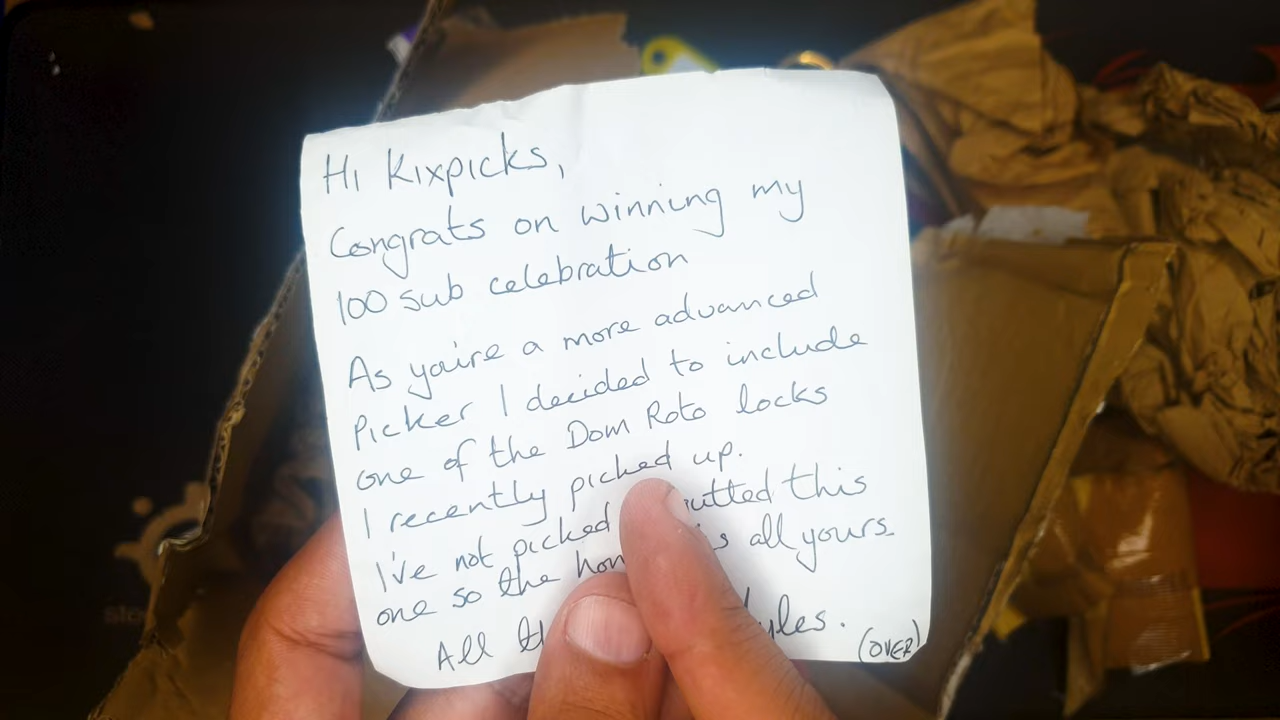 Hi Kixpicks,
Congrats on winning my
100 sub celebration
As you're a more advanced
picker I decided to include
one of the Dom Roto locks
I recently picked up.
I've not picked this
one so the all yours.
All
(OVER)